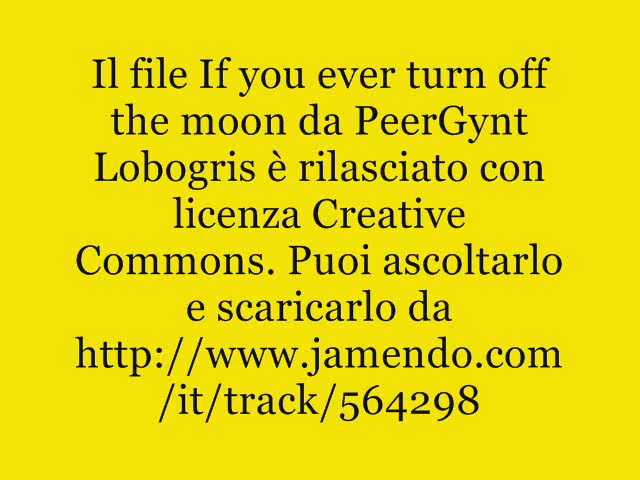 Il file If you ever turn off
the moon da PeerGynt
Lobogris è rilasciato con
licenza Creative
Commons. Puoi ascoltarlo
e scaricarlo da
http://www.jamendo.com
/it/track/564298